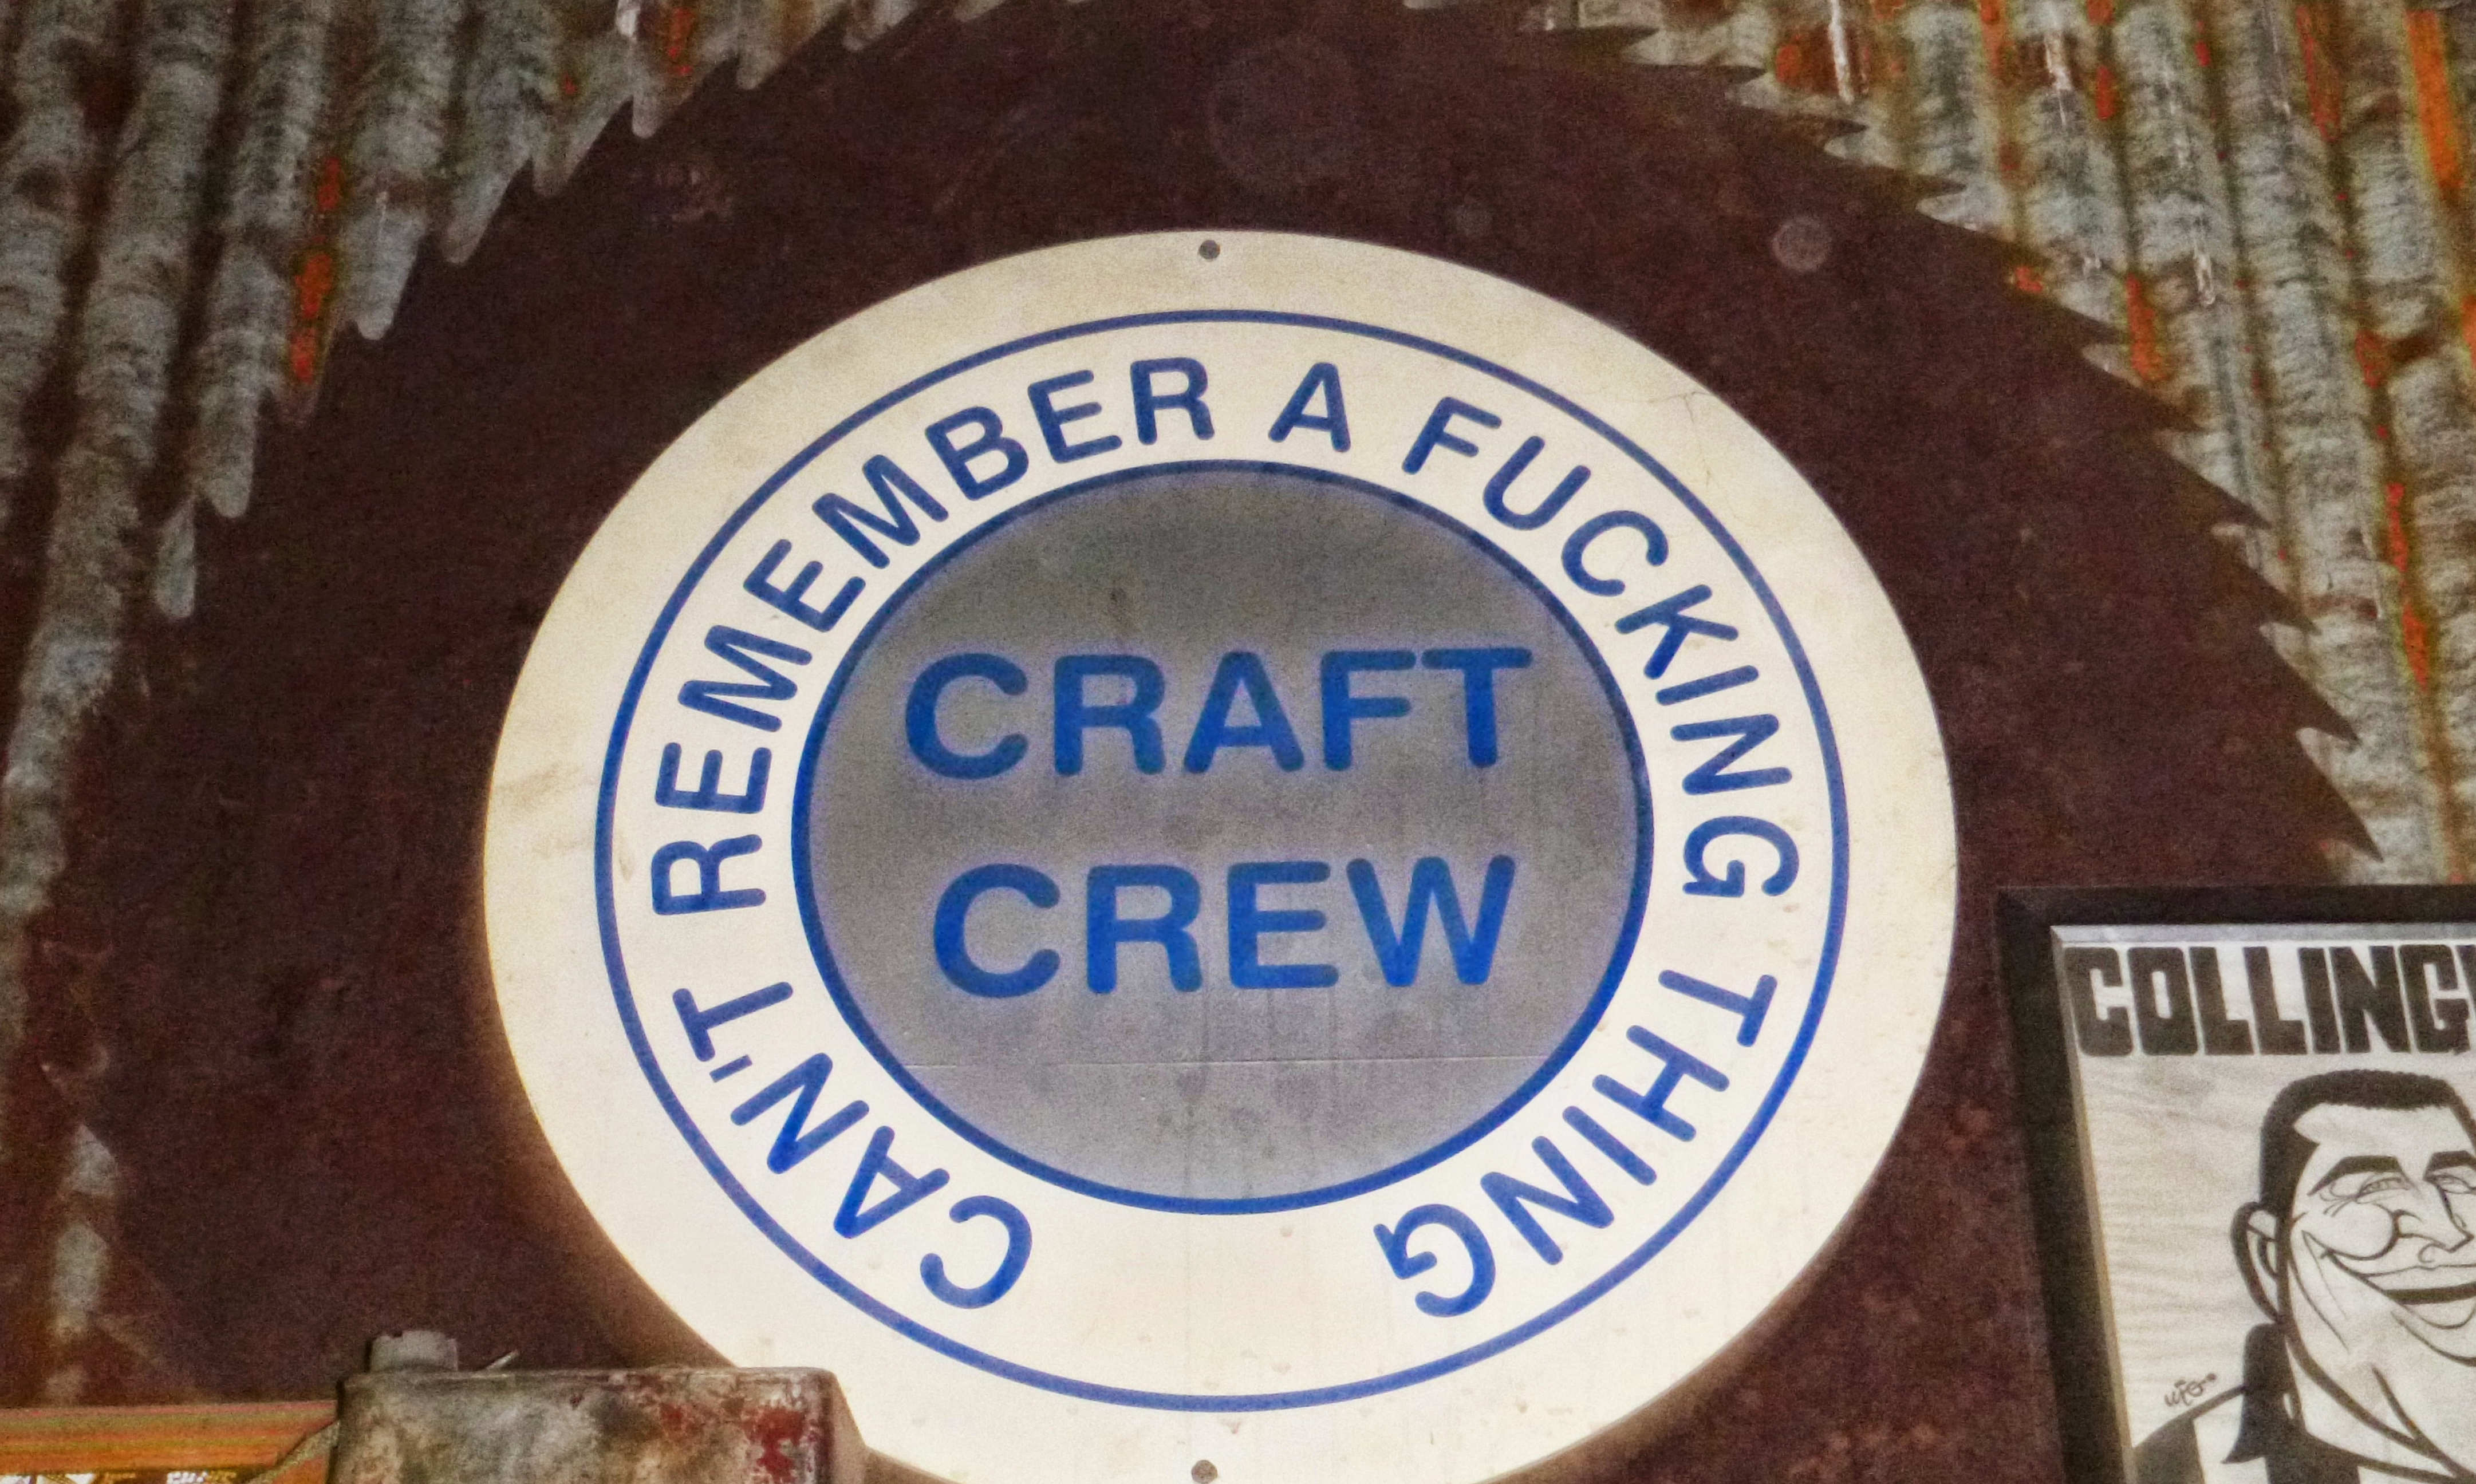 CAN'T REMEMBER A FUCKING THING
CRAFT
CREW
COLLING